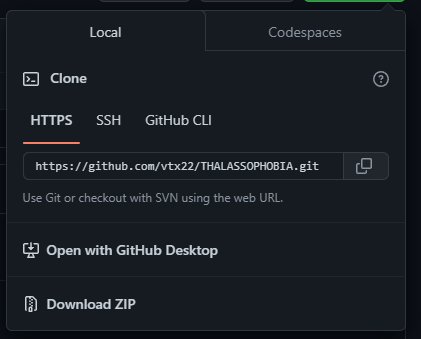 Local Codespaces
Clone
HTTPS SSH GitHub CLI
https://github.com/vtx22/THALASSOPHOBIA.git
Use Git or checkout with SVN using the web URL.
Open with GitHub Desktop
Download ZIP